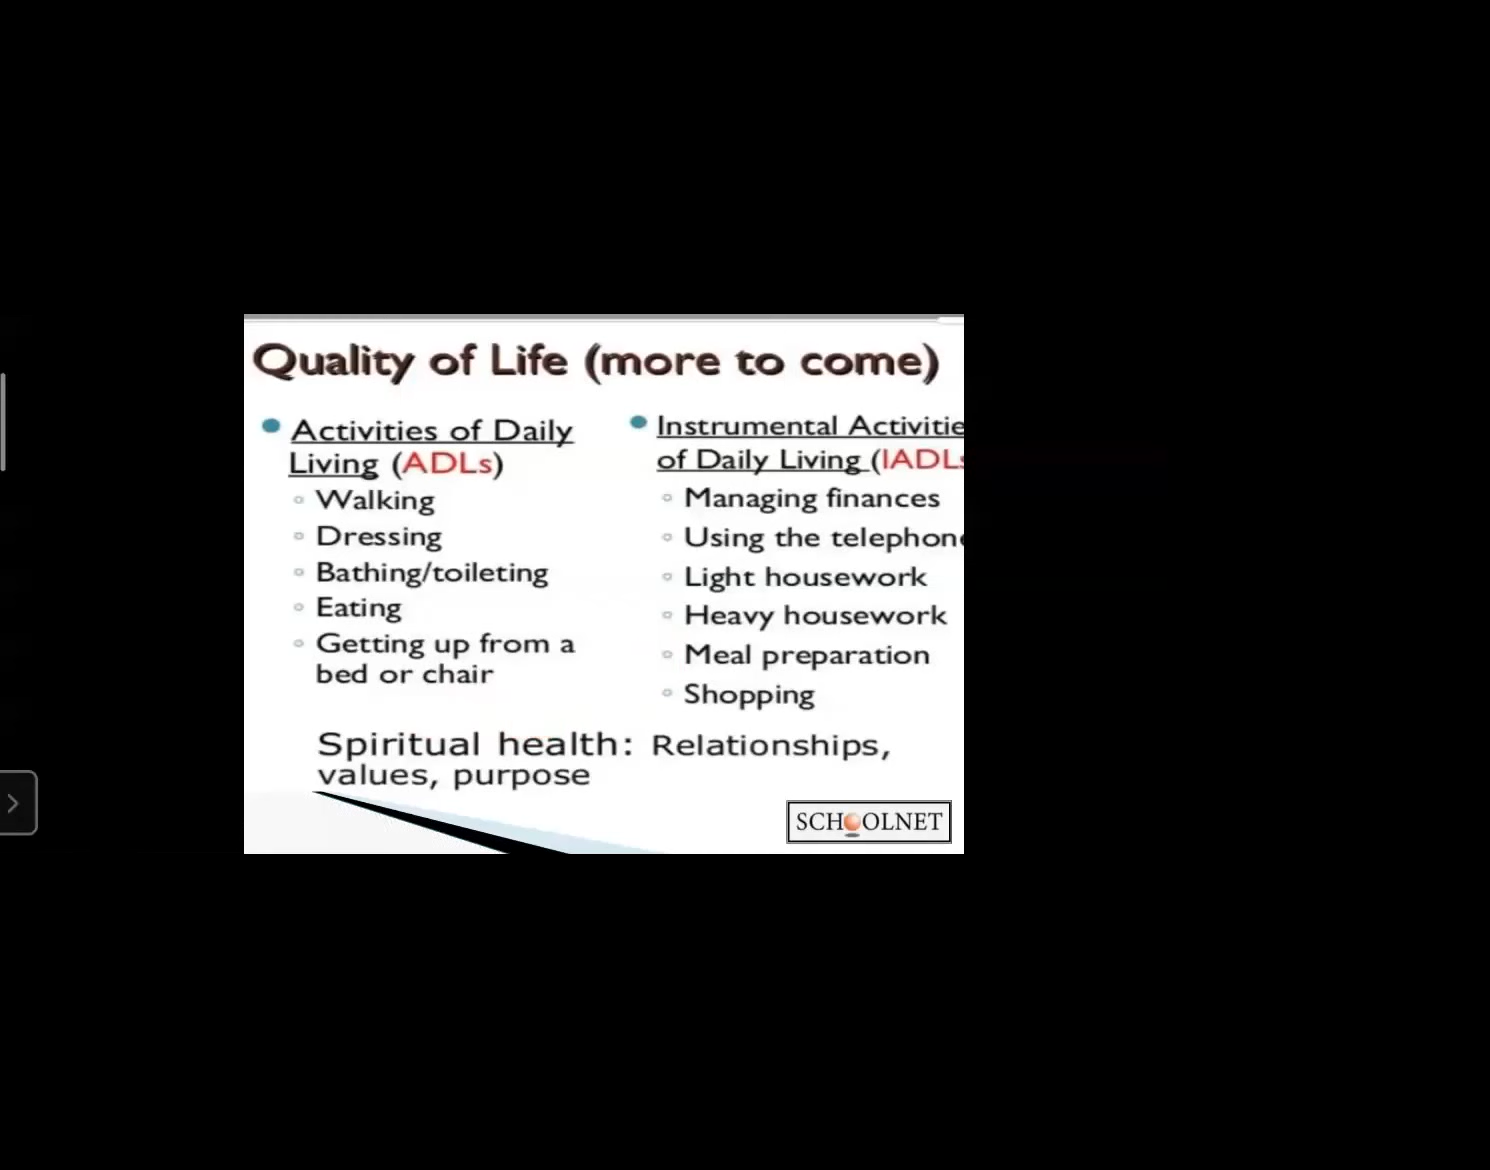 Quality of Life (more to come)
Activities of Daily
Living (ADLs)
Walking
Dressing
Bathing/toileting
Eating
Getting up from a
bed or chair
Instrumental Activitie
of Daily Living (IADLs
Managing finances
Using the telephone
Light housework
Heavy housework
Meal preparation
Shopping
Spiritual health: Relationships,
values, purpose
SCHOOLNET